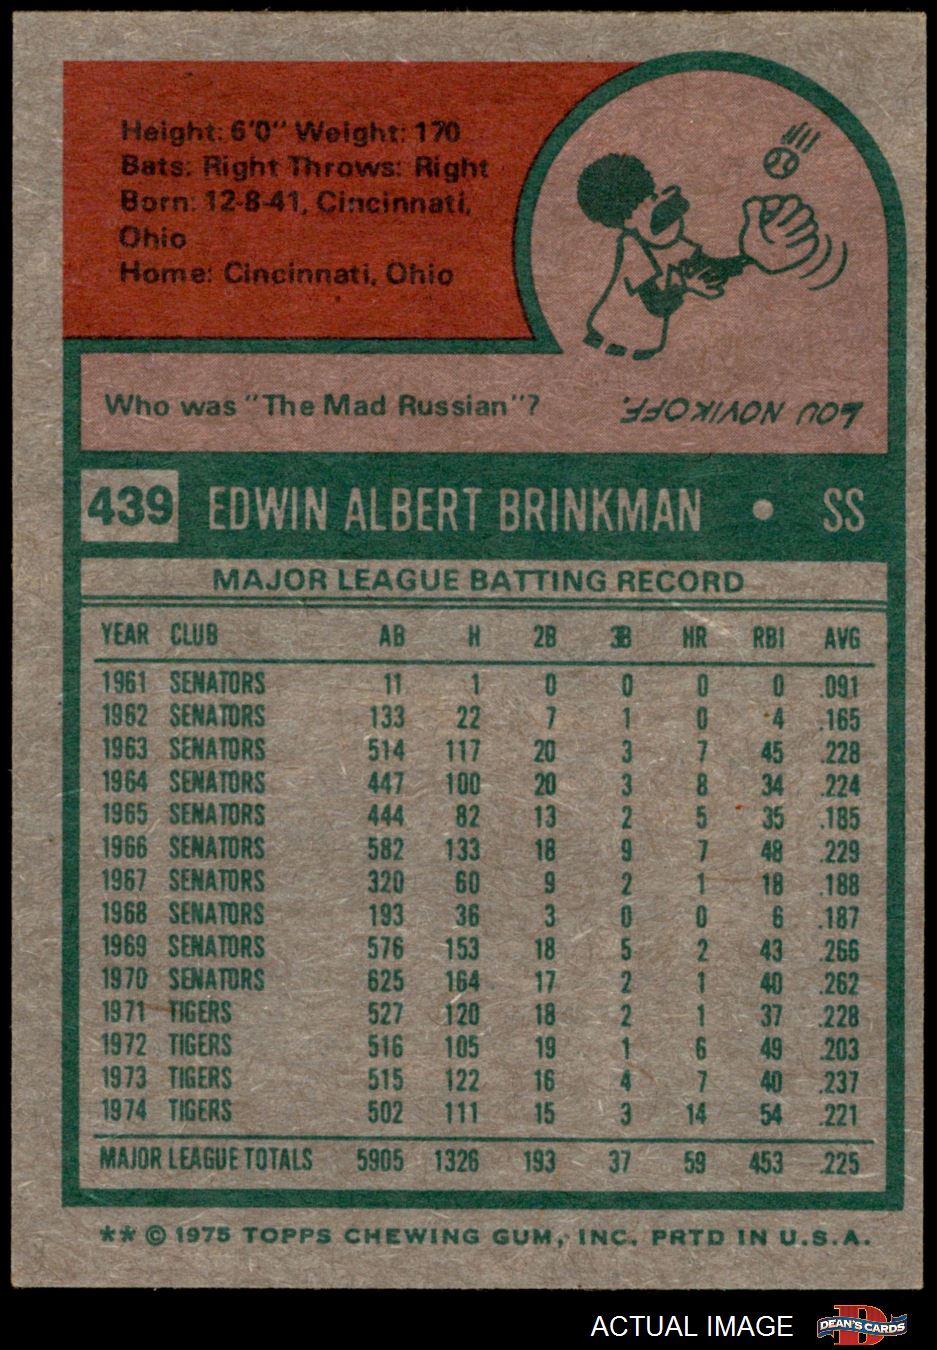 Height: 6'0" Weight: 170
Bats: Right Throws: Right
Born: 12-8-41, Cincinnati,
Ohio
Home: Cincinnati, Ohio
Who was "The Mad Russian"?
LOU NOVIKOFF.
439 EDWIN ALBERT BRINKMAN • SS
MAJOR LEAGUE BATTING RECORD
YEAR CLUB AB H 2B 3B HR RBI AVG
1961 SENATORS 11 1 0 0 0 0 .091
1962 SENATORS 133 22 7 1 0 4 .165
1963 SENATORS 514 117 20 3 7 45 .228
1964 SENATORS 447 100 20 3 8 34 .224
1965 SENATORS 444 82 13 2 5 35 .185
1966 SENATORS 582 133 18 9 7 48 .229
1967 SENATORS 320 60 9 2 1 18 .188
1968 SENATORS 193 36 3 0 0 6 .187
1969 SENATORS 576 153 18 5 2 43 .266
1970 SENATORS 625 164 17 2 1 40 .262
1971 TIGERS 527 120 18 2 1 37 .228
1972 TIGERS 516 105 19 1 6 49 .203
1973 TIGERS 515 122 16 4 7 40 .237
1974 TIGERS 502 111 15 3 14 54 .221
MAJOR LEAGUE TOTALS 5905 1326 193 37 59 453 .225
** © 1975 TOPPS CHEWING GUM, INC. PRTD IN U.S.A.
ACTUAL IMAGE
D
DEAN'S CARDS